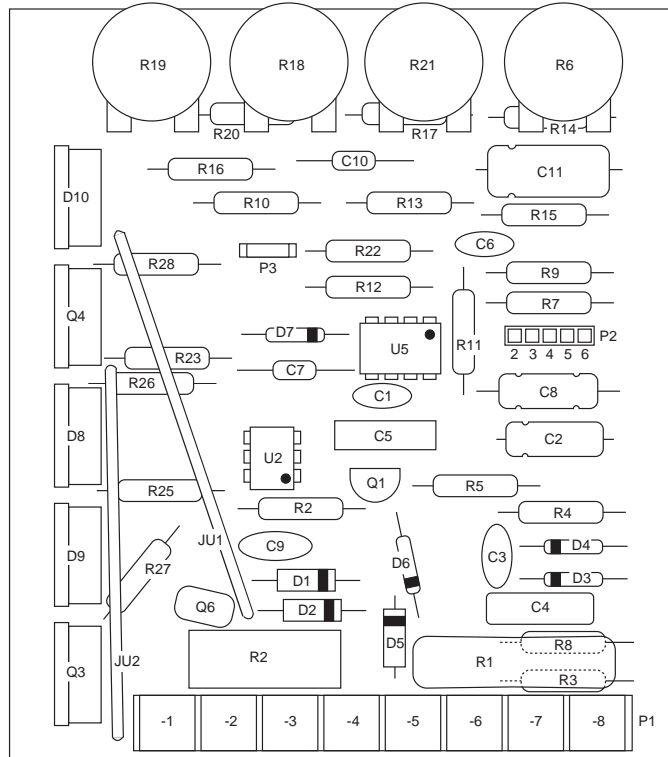 R19 R18 R21 R6
R20 R17 R14
R16 C10 C11
D10
R10 R13 R15
C6
R28 P3 R22 R9
R12 R7
Q4 D7 U5 R11 P2
2 3 4 5 6
R23 C7
R26 C1 C8
D8 C5 C2
U2
Q1 R5
R25 R2 R4
JU1 C9 C3 D4
D9 R27 D1 D6 D3
Q6 D2 C4
D5
Q3 JU2 R2 R1 R8
R3
-1 -2 -3 -4 -5 -6 -7 -8 P1